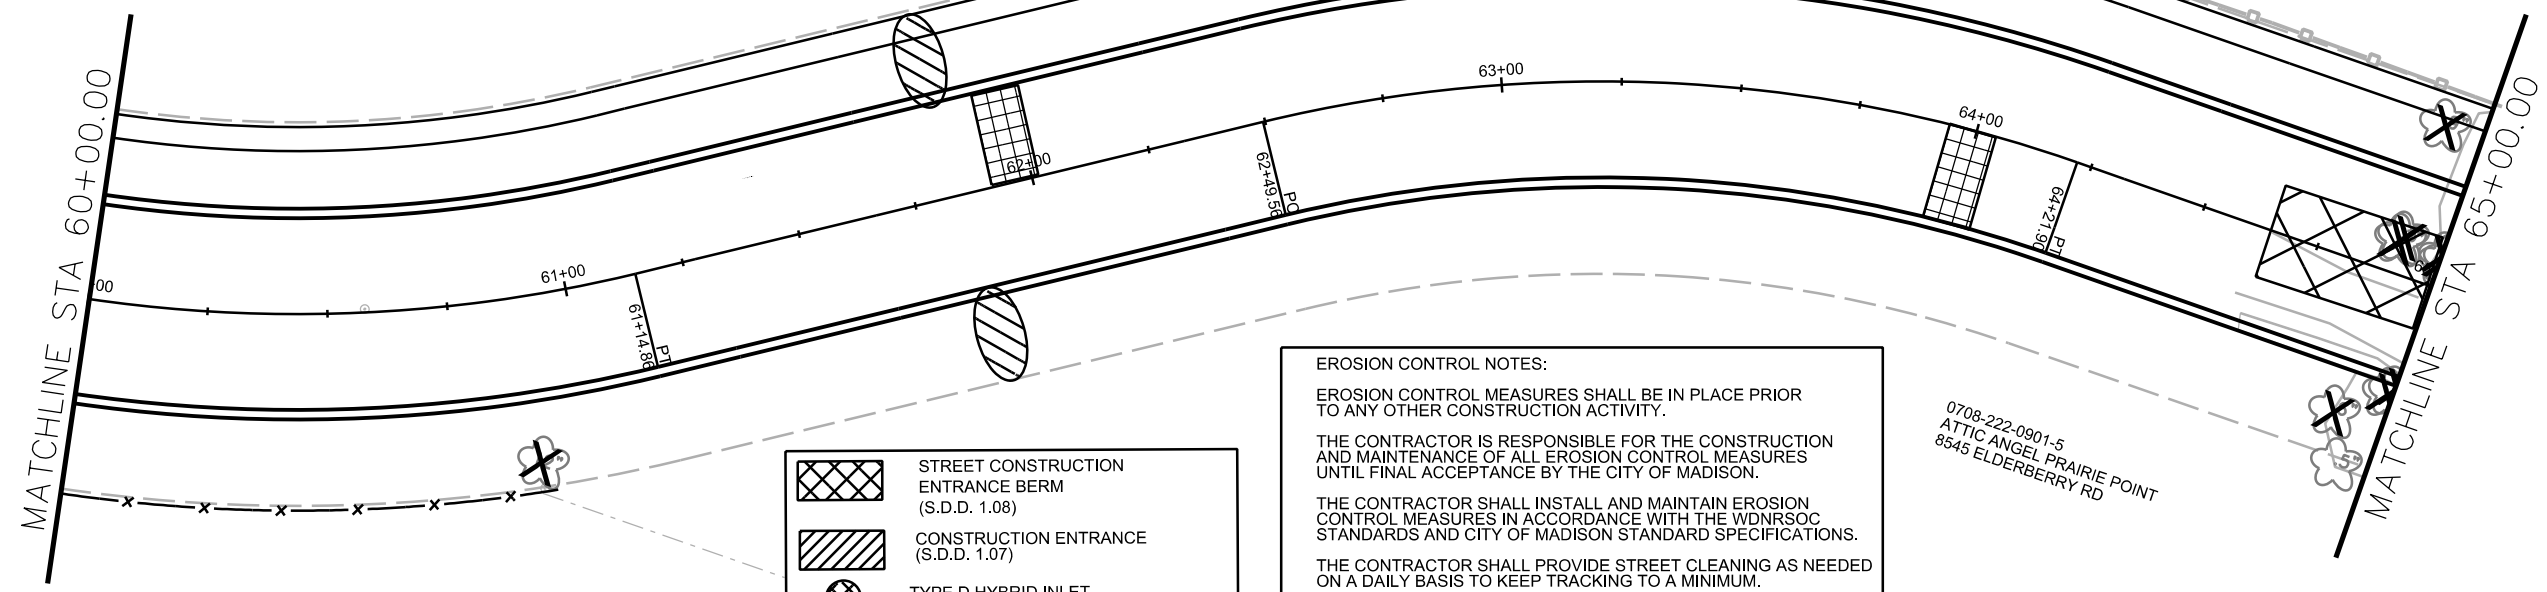 MATCHLINE STA 60+00.00
+00
61+00
61+14.86
PT
62+00
62+49.56
PC
63+00
64+00
64+21.90
PT
MATCHLINE STA 65+00.00
5"
0708-222-0901-5
ATTIC ANGEL PRAIRIE POINT
8545 ELDERBERRY RD
STREET CONSTRUCTION
ENTRANCE BERM
(S.D.D. 1.08)
CONSTRUCTION ENTRANCE
(S.D.D. 1.07)
TYPE D HYBRID INLET
EROSION CONTROL NOTES:
EROSION CONTROL MEASURES SHALL BE IN PLACE PRIOR
TO ANY OTHER CONSTRUCTION ACTIVITY.
THE CONTRACTOR IS RESPONSIBLE FOR THE CONSTRUCTION
AND MAINTENANCE OF ALL EROSION CONTROL MEASURES
UNTIL FINAL ACCEPTANCE BY THE CITY OF MADISON.
THE CONTRACTOR SHALL INSTALL AND MAINTAIN EROSION
CONTROL MEASURES IN ACCORDANCE WITH THE WDNRSOC
STANDARDS AND CITY OF MADISON STANDARD SPECIFICATIONS.
THE CONTRACTOR SHALL PROVIDE STREET CLEANING AS NEEDED
ON A DAILY BASIS TO KEEP TRACKING TO A MINIMUM.